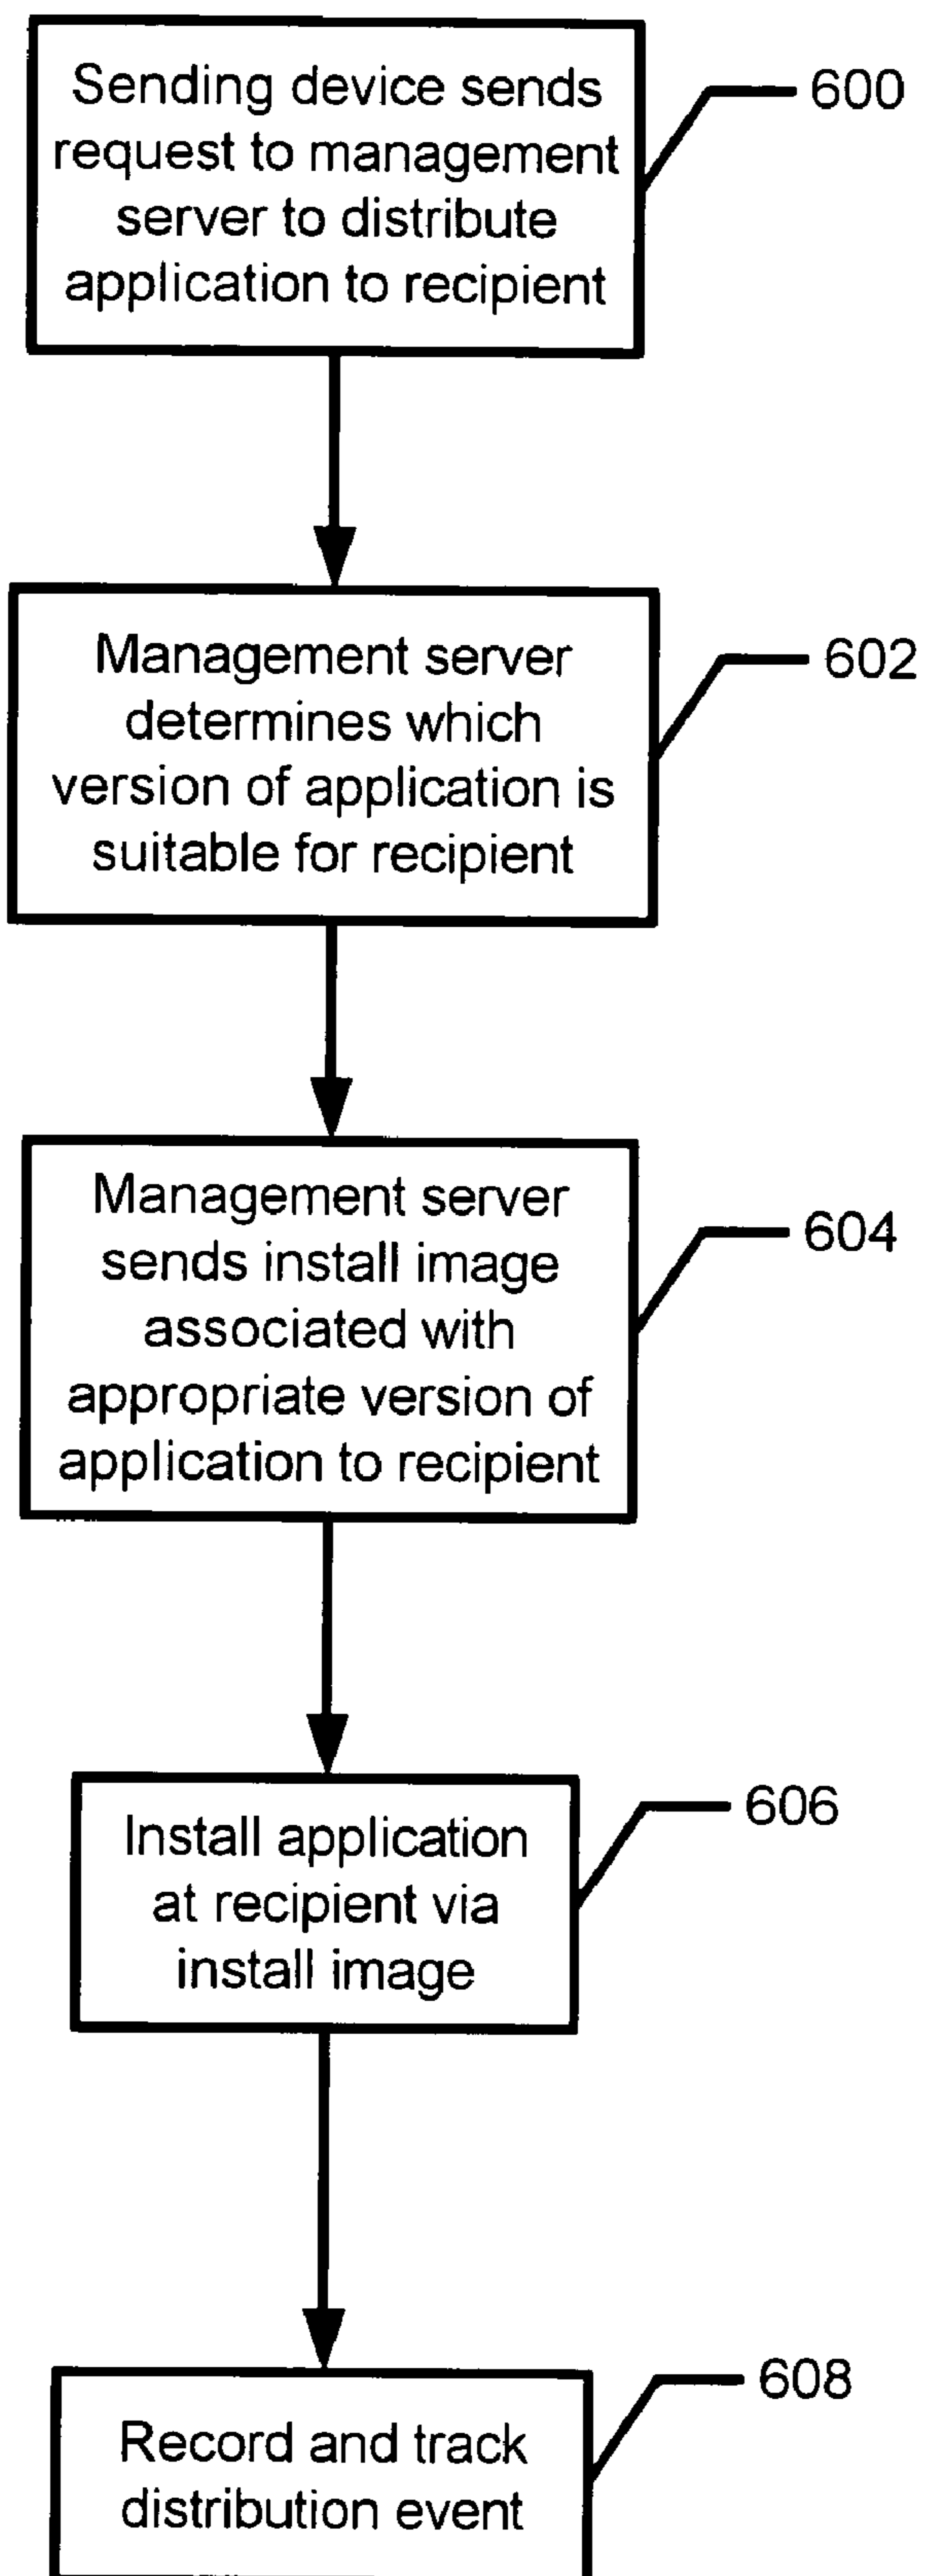 Sending device sends
request to management
server to distribute
application to recipient
600
Management server
determines which
version of application is
suitable for recipient
602
Management server
sends install image
associated with
appropriate version of
application to recipient
604
Install application
at recipient via
install image
606
Record and track
distribution event
608